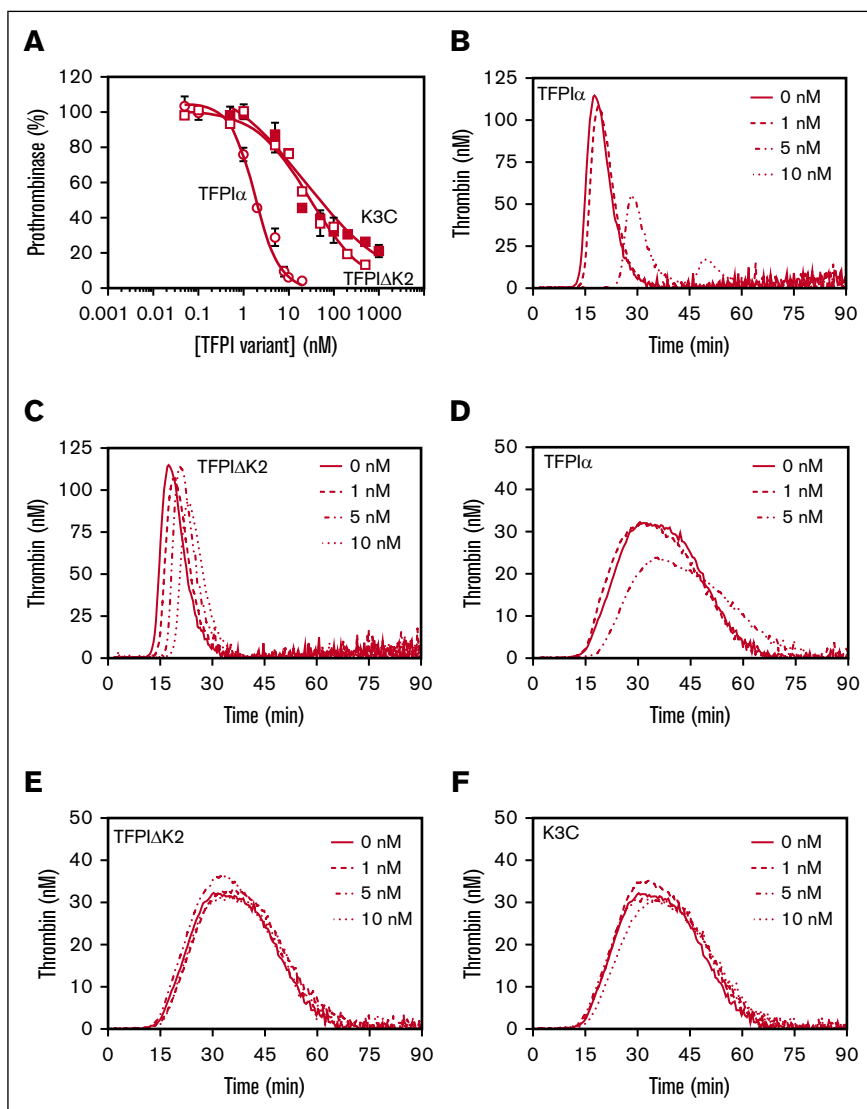 A
120
100
80
60
40
20
0
Prothrombinase (%)
TFPIα
K3C
TFPIΔK2
0.001 0.01 0.1 1 10 100 1000
[TFPI variant] (nM)
B
125
100
75
50
25
0
Thrombin (nM)
TFPIα
0 nM
1 nM
5 nM
10 nM
0 15 30 45 60 75 90
Time (min)
C
125
100
75
50
25
0
Thrombin (nM)
TFPIΔK2
0 nM
1 nM
5 nM
10 nM
0 15 30 45 60 75 90
Time (min)
D
50
40
30
20
10
0
Thrombin (nM)
TFPIα
0 nM
1 nM
5 nM
0 15 30 45 60 75 90
Time (min)
E
50
40
30
20
10
0
Thrombin (nM)
TFPIΔK2
0 nM
1 nM
5 nM
10 nM
0 15 30 45 60 75 90
Time (min)
F
50
40
30
20
10
0
Thrombin (nM)
K3C
0 nM
1 nM
5 nM
10 nM
0 15 30 45 60 75 90
Time (min)